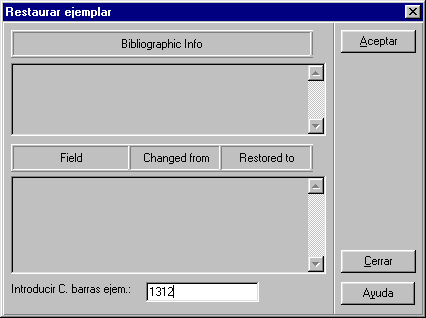 Restaurar ejemplar
Bibliographic Info
Aceptar
Field Changed from Restored to
Cerrar
Introducir C. barras ejem.: 1312
Ayuda